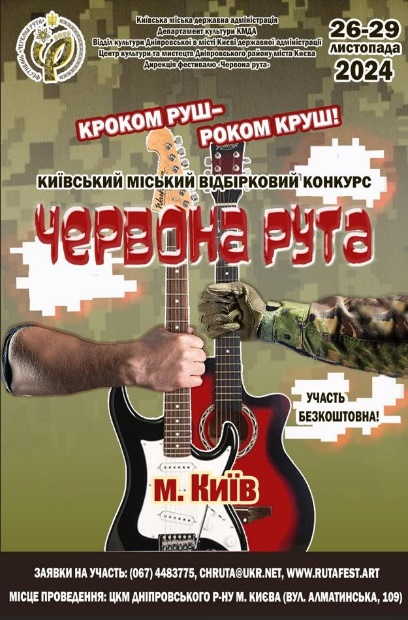 Київська міська державна адміністрація
Департамент культури КМДА
Відділ культури Дніпровської в місті Києві державної адміністрації
Центр культури та мистецтв Дніпровського району міста Києва
Дирекція фестивалю «Червона рута»
26-29
листопада
2024
КРОКОМ РУШ–
РОКОМ КРУШ!
КИЇВСЬКИЙ МІСЬКИЙ ВІДБІРКОВИЙ КОНКУРС
ЧЕРВОНА РУТА
УЧАСТЬ
БЕЗКОШТОВНА!
м. Київ
ЗАЯВКИ НА УЧАСТЬ: (067) 4483775, CHRUTA@UKR.NET, WWW.RUTAFEST.ART
МІСЦЕ ПРОВЕДЕННЯ: ЦКМ ДНІПРОВСЬКОГО Р-НУ М. КИЄВА (ВУЛ. АЛМАТИНСЬКА, 109)